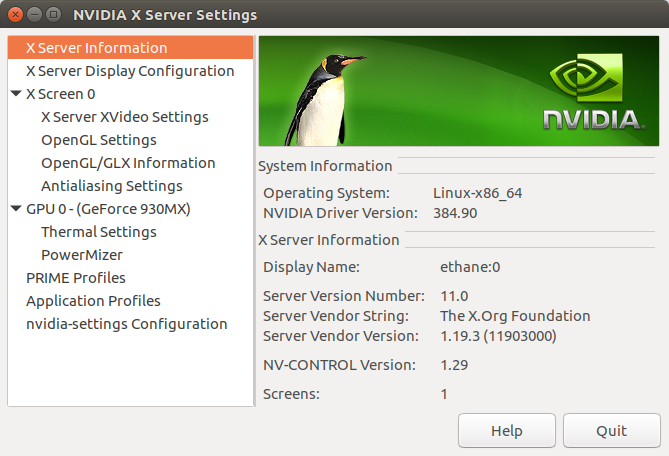 NVIDIA X Server Settings
X Server Information
X Server Display Configuration
X Screen 0
X Server XVideo Settings
OpenGL Settings
OpenGL/GLX Information
Antialiasing Settings
GPU 0 - (GeForce 930MX)
Thermal Settings
PowerMizer
PRIME Profiles
Application Profiles
nvidia-settings Configuration
NVIDIA
System Information
Operating System: Linux-x86_64
NVIDIA Driver Version: 384.90
X Server Information
Display Name: ethane:0
Server Version Number: 11.0
Server Vendor String: The X.Org Foundation
Server Vendor Version: 1.19.3 (11903000)
NV-CONTROL Version: 1.29
Screens: 1
Help Quit